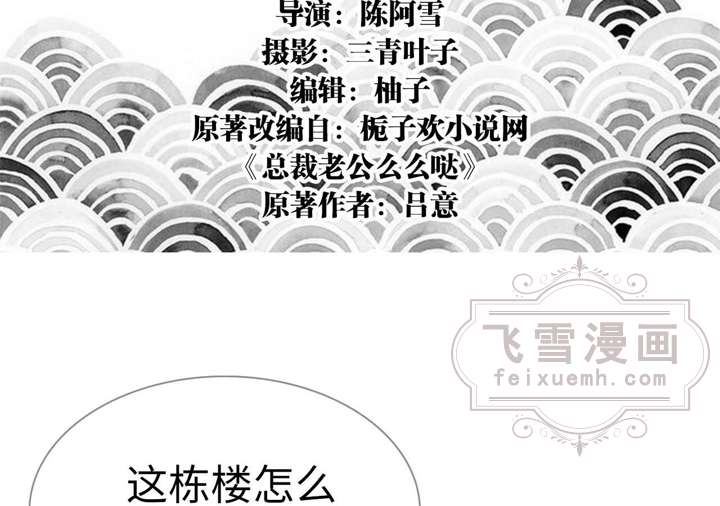 导演：陈阿雪
摄影：三青叶子
编辑：柚子
原著改编自：栀子欢小说网
《总裁老公么么哒》
原著作者：吕意
飞雪漫画
feixuemh.com
这栋楼怎么